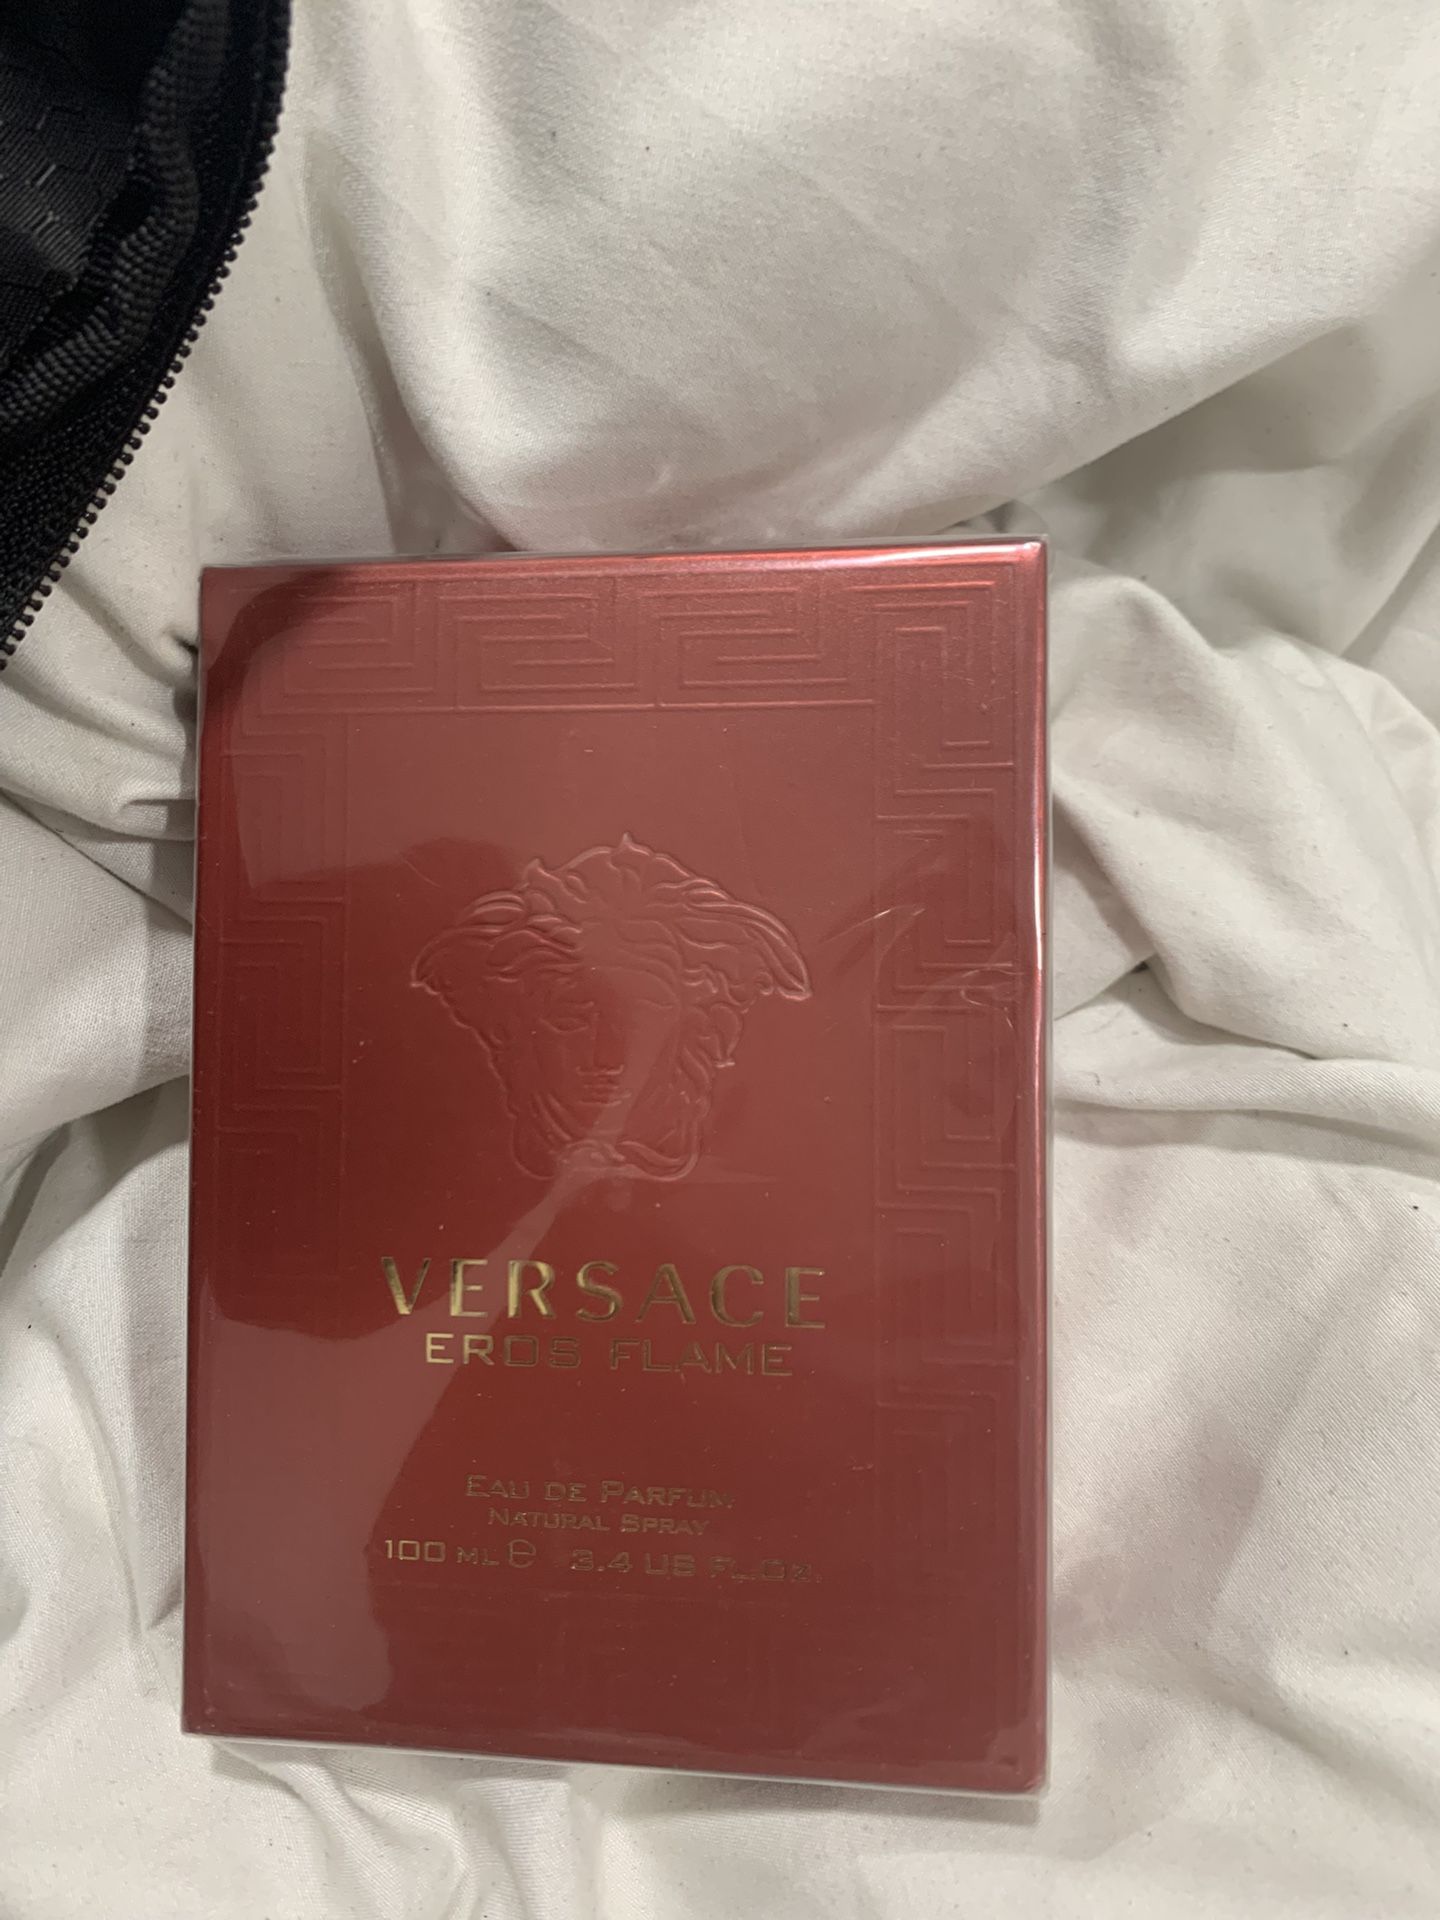 VERSACE
EROS FLAME
EAU DE PARFUM
NATURAL SPRAY
100 ML ℮ 3.4 US FL.OZ.